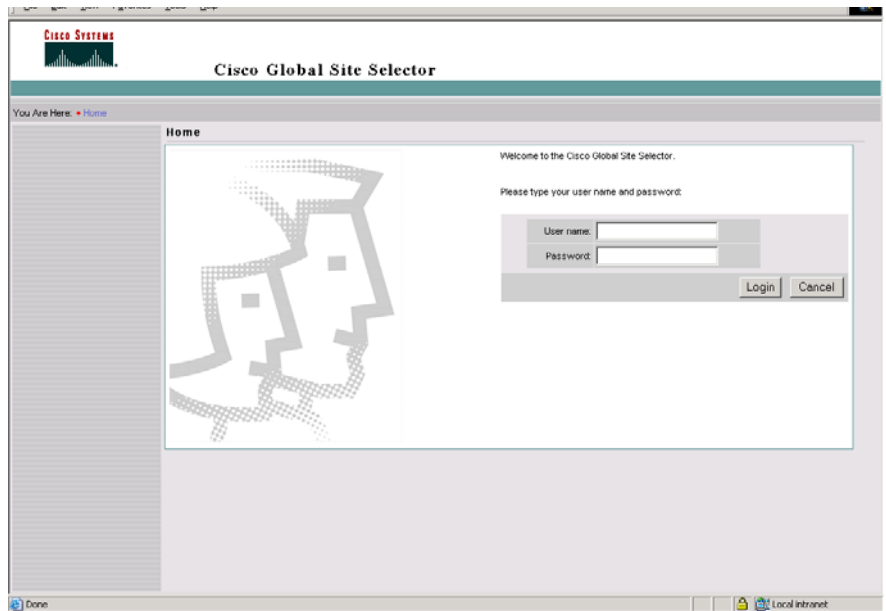 CISCO SYSTEMS
Cisco Global Site Selector
You Are Here: • Home
Home
Welcome to the Cisco Global Site Selector.
Please type your user name and password:
User name:
Password:
Login Cancel
Done
Local intranet